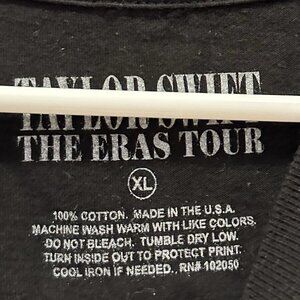 TAYLOR SWIFT
THE ERAS TOUR
XL
100% COTTON. MADE IN THE U.S.A.
MACHINE WASH WARM WITH LIKE COLORS.
DO NOT BLEACH. TUMBLE DRY LOW.
TURN INSIDE OUT TO PROTECT PRINT.
COOL IRON IF NEEDED. RN# 102050